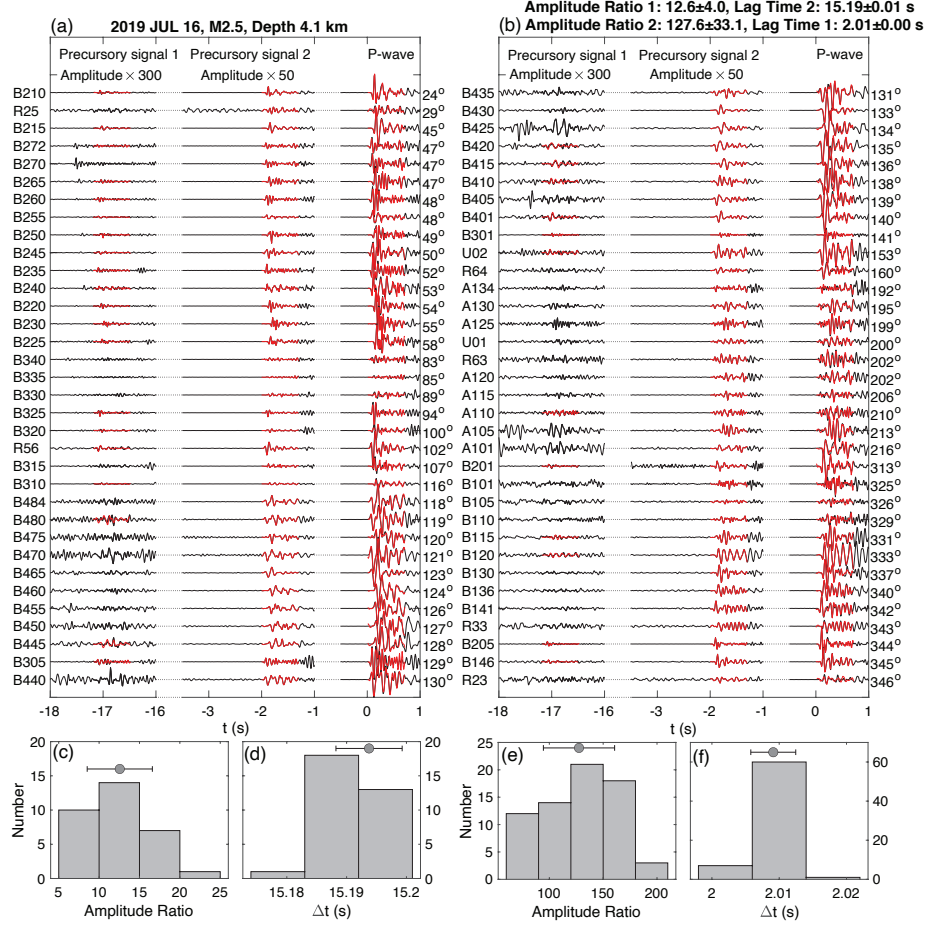 Amplitude Ratio 1: 12.6±4.0, Lag Time 2: 15.19±0.01 s
(a) 2019 JUL 16, M2.5, Depth 4.1 km
(b) Amplitude Ratio 2: 127.6±33.1, Lag Time 1: 2.01±0.00 s
Precursory signal 1 Precursory signal 2 P-wave
Amplitude × 300 Amplitude × 50
B210 24°
R25 29°
B215 45°
B272 47°
B270 47°
B265 47°
B260 48°
B255 48°
B250 49°
B245 50°
B235 52°
B240 53°
B220 54°
B230 55°
B225 58°
B340 83°
B335 85°
B330 89°
B325 94°
B320 100°
R56 102°
B315 107°
B310 116°
B484 118°
B480 119°
B475 120°
B470 121°
B465 123°
B460 124°
B455 126°
B450 127°
B445 128°
B305 129°
B440 130°
-18 -17 -16 -3 -2 -1 0 1
t (s)
Precursory signal 1 Precursory signal 2 P-wave
Amplitude × 300 Amplitude × 50
B435 131°
B430 133°
B425 134°
B420 135°
B415 136°
B410 138°
B405 139°
B401 140°
B301 141°
U02 153°
R64 160°
A134 192°
A130 195°
A125 199°
U01 200°
R63 202°
A120 202°
A115 206°
A110 210°
A105 213°
A101 216°
B201 313°
B101 325°
B105 326°
B110 329°
B115 331°
B120 333°
B130 337°
B136 340°
B141 342°
R33 343°
B205 344°
B146 345°
R23 346°
-18 -17 -16 -3 -2 -1 0 1
t (s)
(c)
Number
20
15
10
5
0
5 10 15 20 25
Amplitude Ratio
(d)
20
15
10
5
0
15.18 15.19 15.2
Δt (s)
(e)
Number
25
20
15
10
5
0
100 150 200
Amplitude Ratio
(f)
60
40
20
0
2 2.01 2.02
Δt (s)